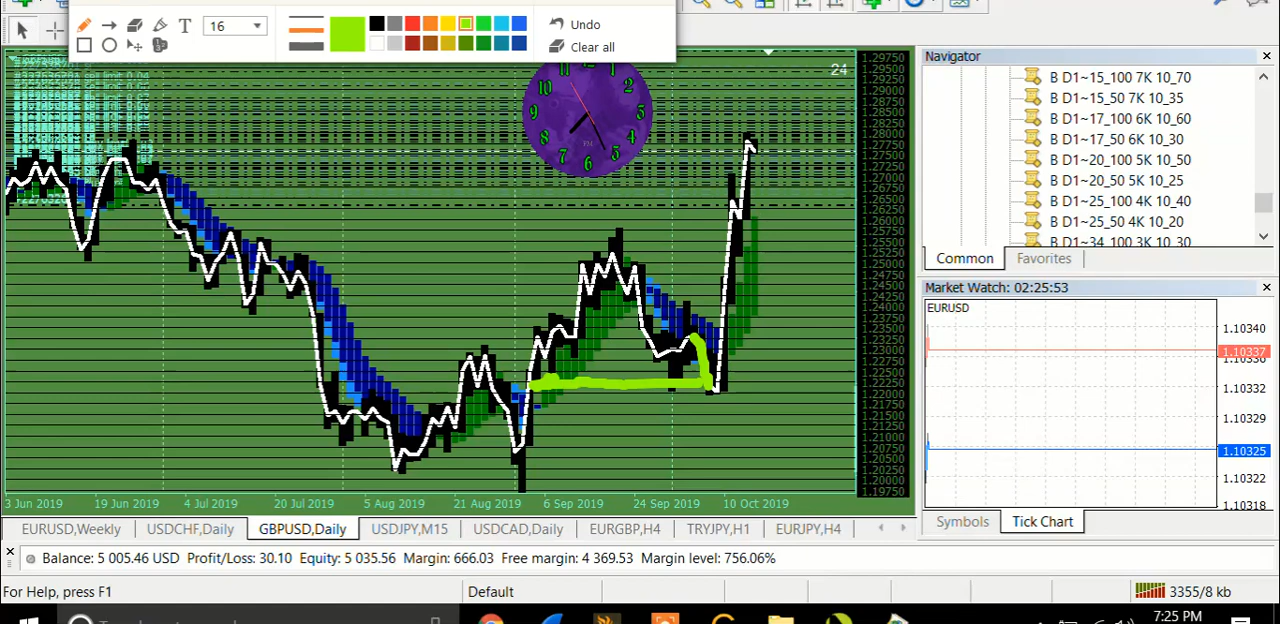 T
16
Undo
Clear all
24
11 12 1
10 2
9 3
8 4
7 5
6
1.29750
1.29500
1.29250
1.29000
1.28850
1.28500
1.28250
1.28000
1.27750
1.27500
1.27250
1.27000
1.26750
1.26500
1.26250
1.26000
1.25750
1.25500
1.25250
1.25000
1.24750
1.24500
1.24250
1.24000
1.23750
1.23500
1.23250
1.23000
1.22750
1.22500
1.22250
1.22000
1.21750
1.21500
1.21250
1.21000
1.20750
1.20500
1.20250
1.20000
1.19750
3 Jun 2019 19 Jun 2019 4 Jul 2019 20 Jul 2019 5 Aug 2019 21 Aug 2019 6 Sep 2019 24 Sep 2019 10 Oct 2019
EURUSD,Weekly USDCHF,Daily GBPUSD,Daily USDJPY,M15 USDCAD,Daily EURGBP,H4 TRYJPY,H1 EURJPY,H4
Navigator
B D1~15_100 7K 10_70
B D1~15_50 7K 10_35
B D1~17_100 6K 10_60
B D1~17_50 6K 10_30
B D1~20_100 5K 10_50
B D1~20_50 5K 10_25
B D1~25_100 4K 10_40
B D1~25_50 4K 10_20
B D1~34_100 3K 10_30
Common Favorites
Market Watch: 02:25:53
EURUSD
1.10340
1.10337
1.10332
1.10329
1.10325
1.10322
1.10318
Symbols Tick Chart
Balance: 5 005.46 USD Profit/Loss: 30.10 Equity: 5 035.56 Margin: 666.03 Free margin: 4 369.53 Margin level: 756.06%
For Help, press F1 Default 3355/8 kb
7:25 PM